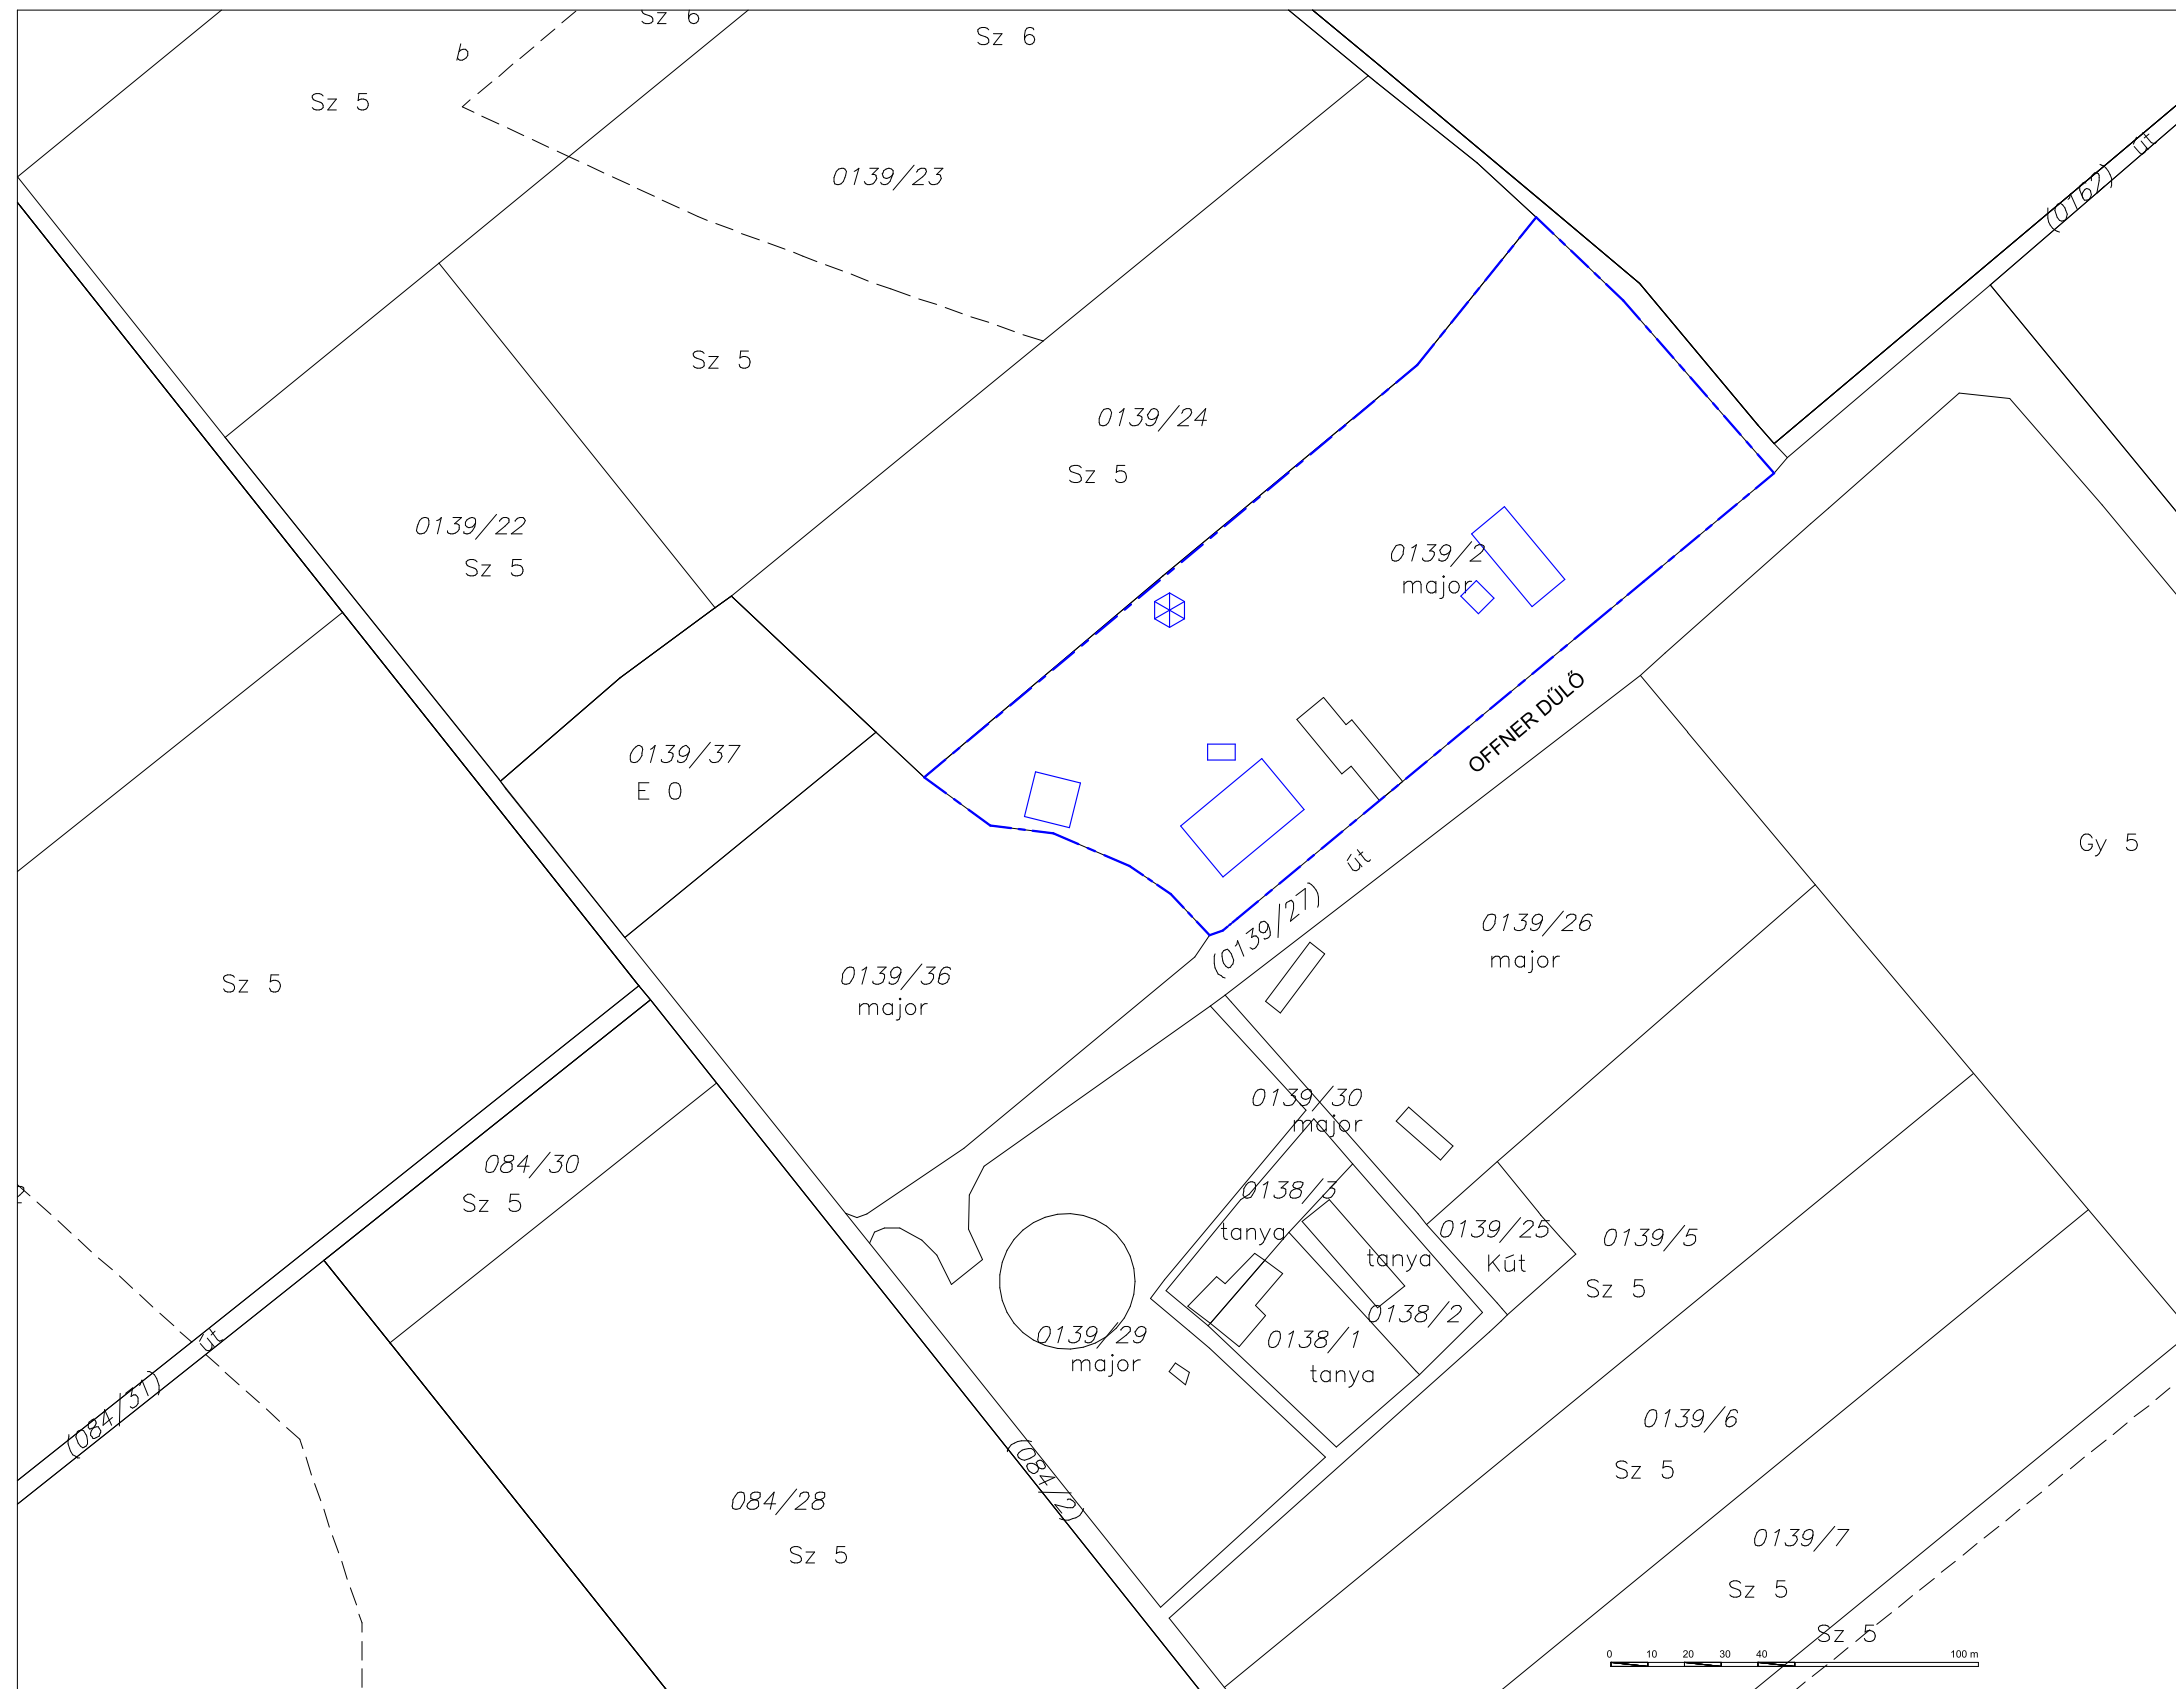 Sz 6
Sz 6
b
Sz 5
0139/23
(0162) út
Sz 5
0139/24
Sz 5
0139/22
Sz 5
0139/2
major
OFFNER DŰLŐ
0139/37
E 0
Gy 5
(0139/27) út
0139/26
major
0139/36
major
Sz 5
0139/30
major
084/30
Sz 5
0138/3
tanya
tanya
0139/25
Kút
0139/5
Sz 5
0138/2
0138/1
tanya
0139/29
major
(084/31) út
0139/6
Sz 5
(084/2)
084/28
Sz 5
0139/7
Sz 5
Sz 5
0 10 20 30 40 100 m